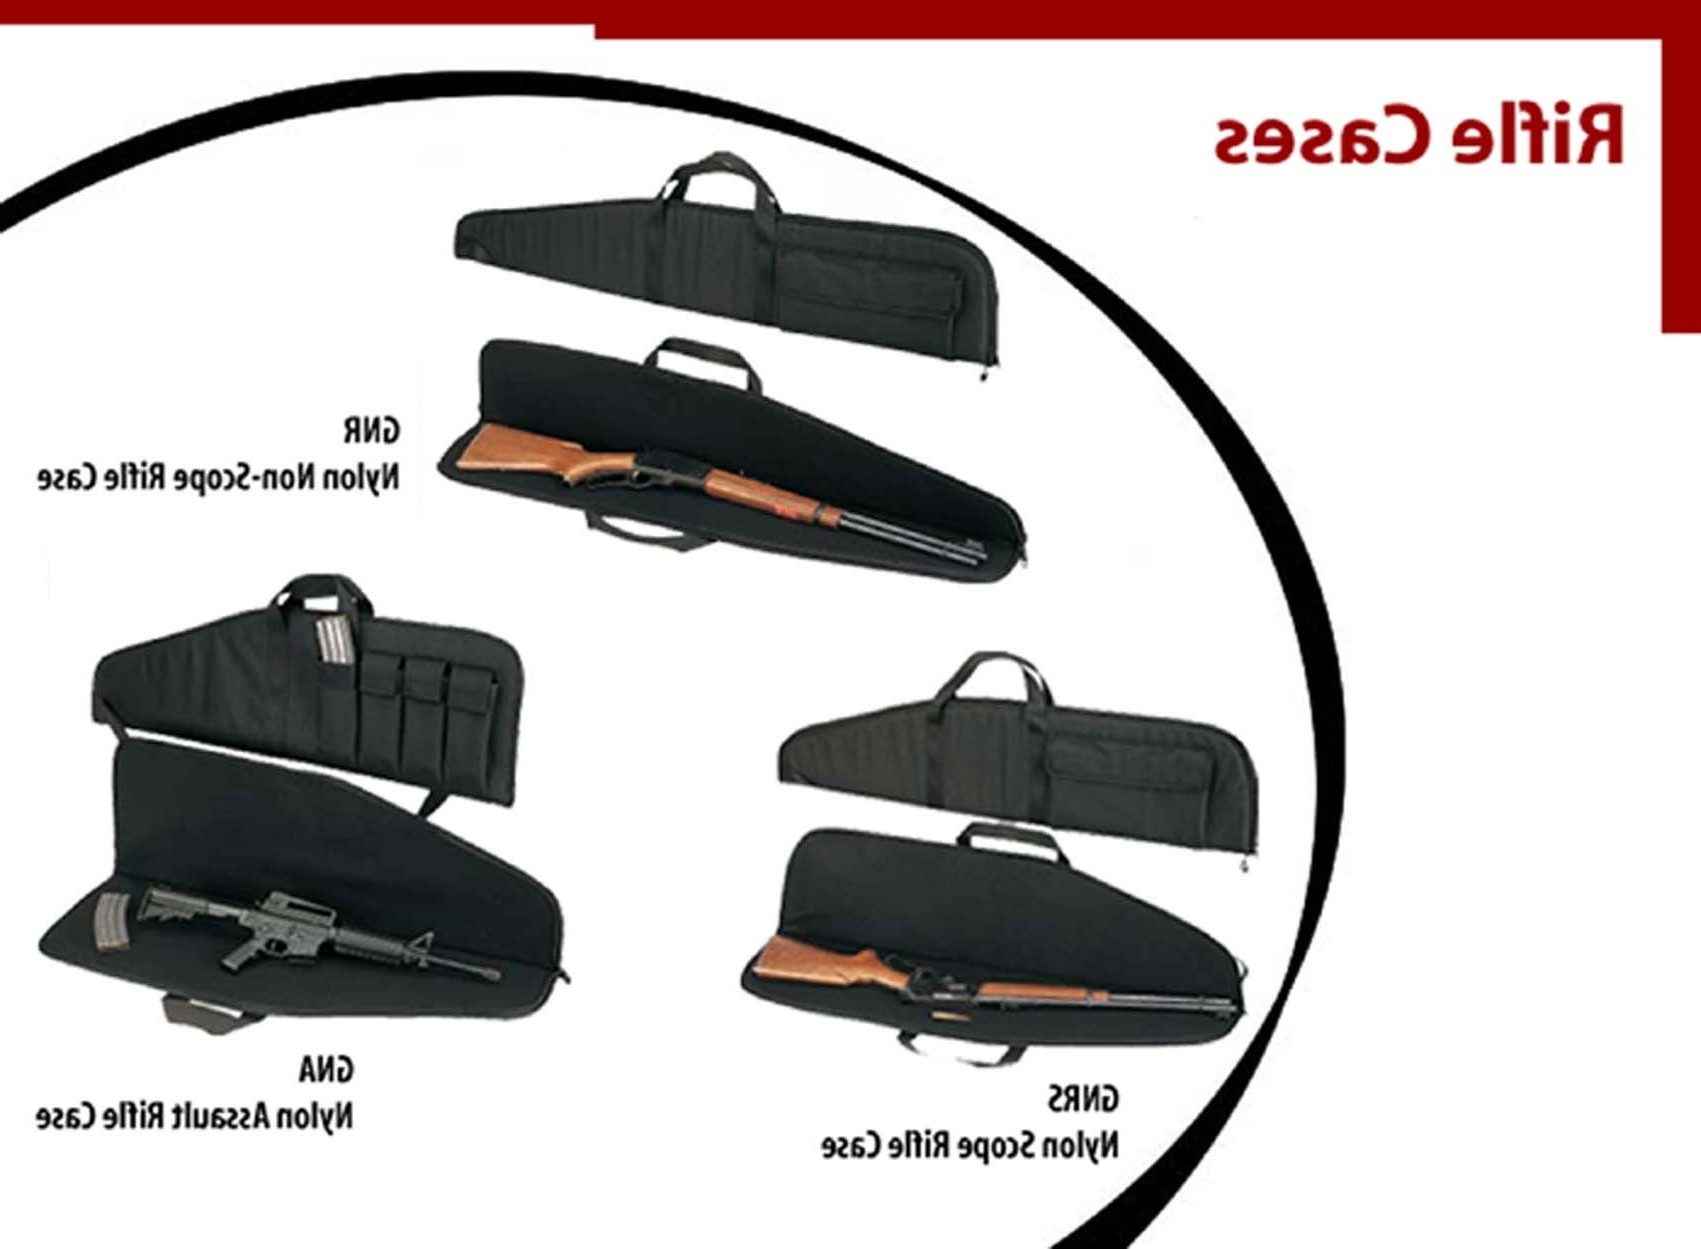 Rifle Cases
GNR
Nylon Non-Scope Rifle Case
GNA
Nylon Assault Rifle Case
GNRS
Nylon Scope Rifle Case